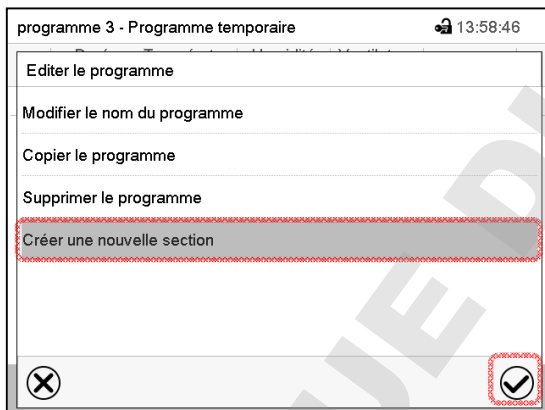 programme 3 - Programme temporaire 13:58:46
Editer le programme
Modifier le nom du programme
Copier le programme
Supprimer le programme
Créer une nouvelle section